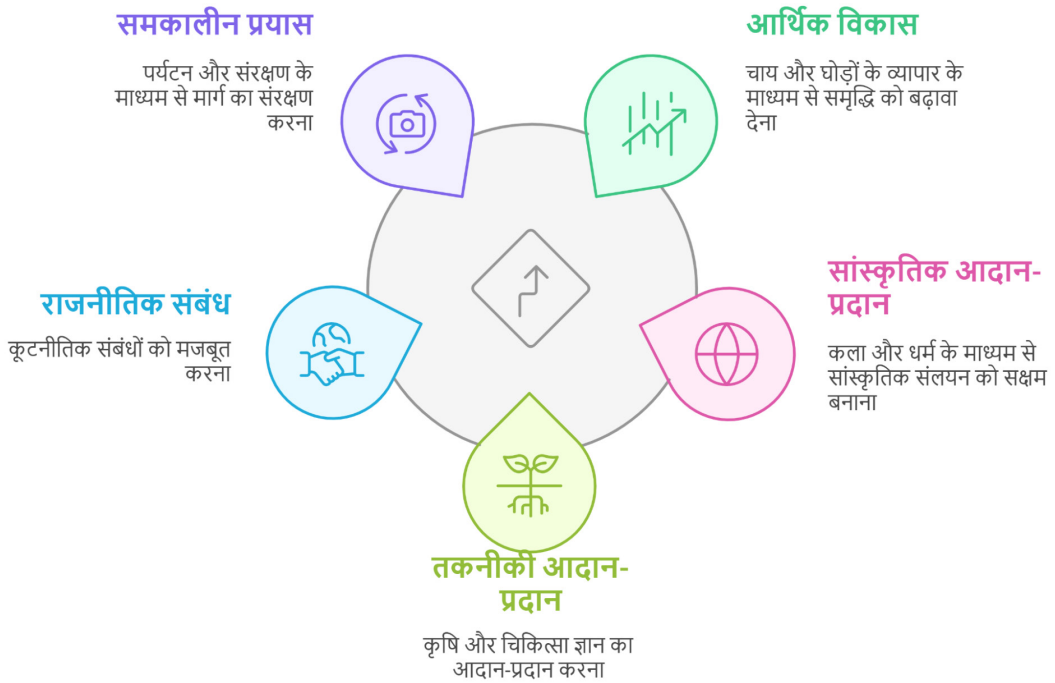 समकालीन प्रयास
पर्यटन और संरक्षण के
माध्यम से मार्ग का संरक्षण
करना
आर्थिक विकास
चाय और घोड़ों के व्यापार के
माध्यम से समृद्धि को बढ़ावा
देना
राजनीतिक संबंध
कूटनीतिक संबंधों को मजबूत
करना
सांस्कृतिक आदान-
प्रदान
कला और धर्म के माध्यम से
सांस्कृतिक संलयन को सक्षम
बनाना
तकनीकी आदान-
प्रदान
कृषि और चिकित्सा ज्ञान का
आदान-प्रदान करना